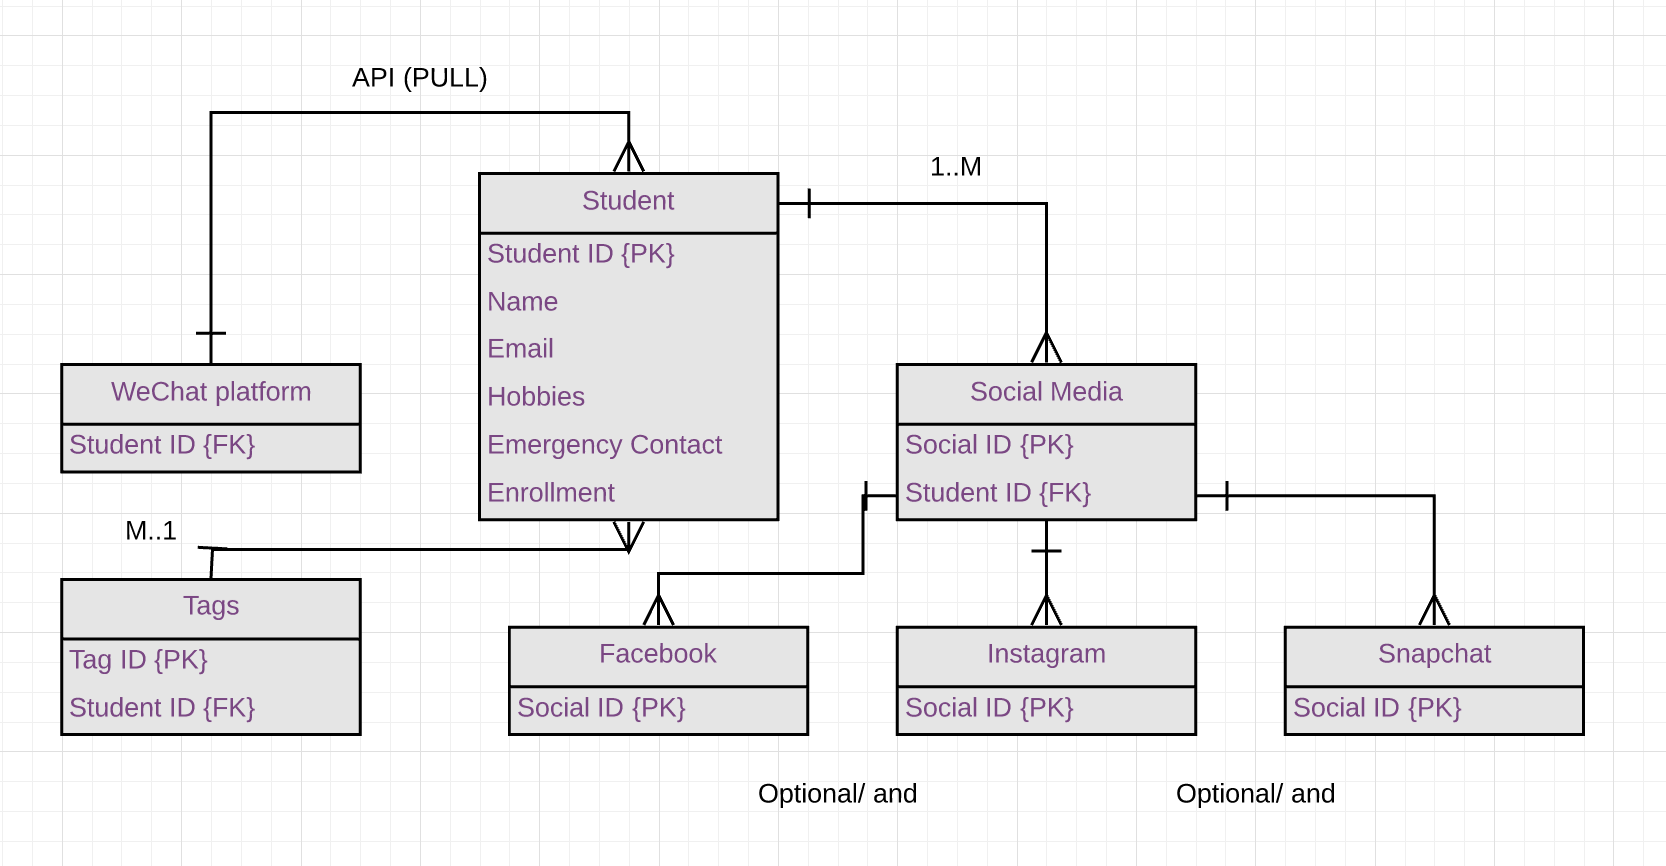 API (PULL)
1..M
Student
Student ID {PK}
Name
Email
Hobbies
Emergency Contact
Enrollment
WeChat platform
Student ID {FK}
Social Media
Social ID {PK}
Student ID {FK}
M..1
Tags
Tag ID {PK}
Student ID {FK}
Facebook
Social ID {PK}
Instagram
Social ID {PK}
Snapchat
Social ID {PK}
Optional/ and
Optional/ and